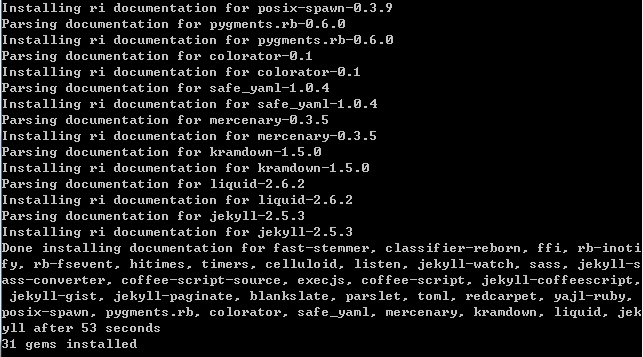 Installing ri documentation for posix-spawn-0.3.9
Parsing documentation for pygments.rb-0.6.0
Installing ri documentation for pygments.rb-0.6.0
Parsing documentation for colorator-0.1
Installing ri documentation for colorator-0.1
Parsing documentation for safe_yaml-1.0.4
Installing ri documentation for safe_yaml-1.0.4
Parsing documentation for mercenary-0.3.5
Installing ri documentation for mercenary-0.3.5
Parsing documentation for kramdown-1.5.0
Installing ri documentation for kramdown-1.5.0
Parsing documentation for liquid-2.6.2
Installing ri documentation for liquid-2.6.2
Parsing documentation for jekyll-2.5.3
Installing ri documentation for jekyll-2.5.3
Done installing documentation for fast-stemmer, classifier-reborn, ffi, rb-inoti
fy, rb-fsevent, hitimes, timers, celluloid, listen, jekyll-watch, sass, jekyll-s
ass-converter, coffee-script-source, execjs, coffee-script, jekyll-coffeescript,
 jekyll-gist, jekyll-paginate, blankslate, parslet, toml, redcarpet, yajl-ruby,
posix-spawn, pygments.rb, colorator, safe_yaml, mercenary, kramdown, liquid, jek
yll after 53 seconds
31 gems installed